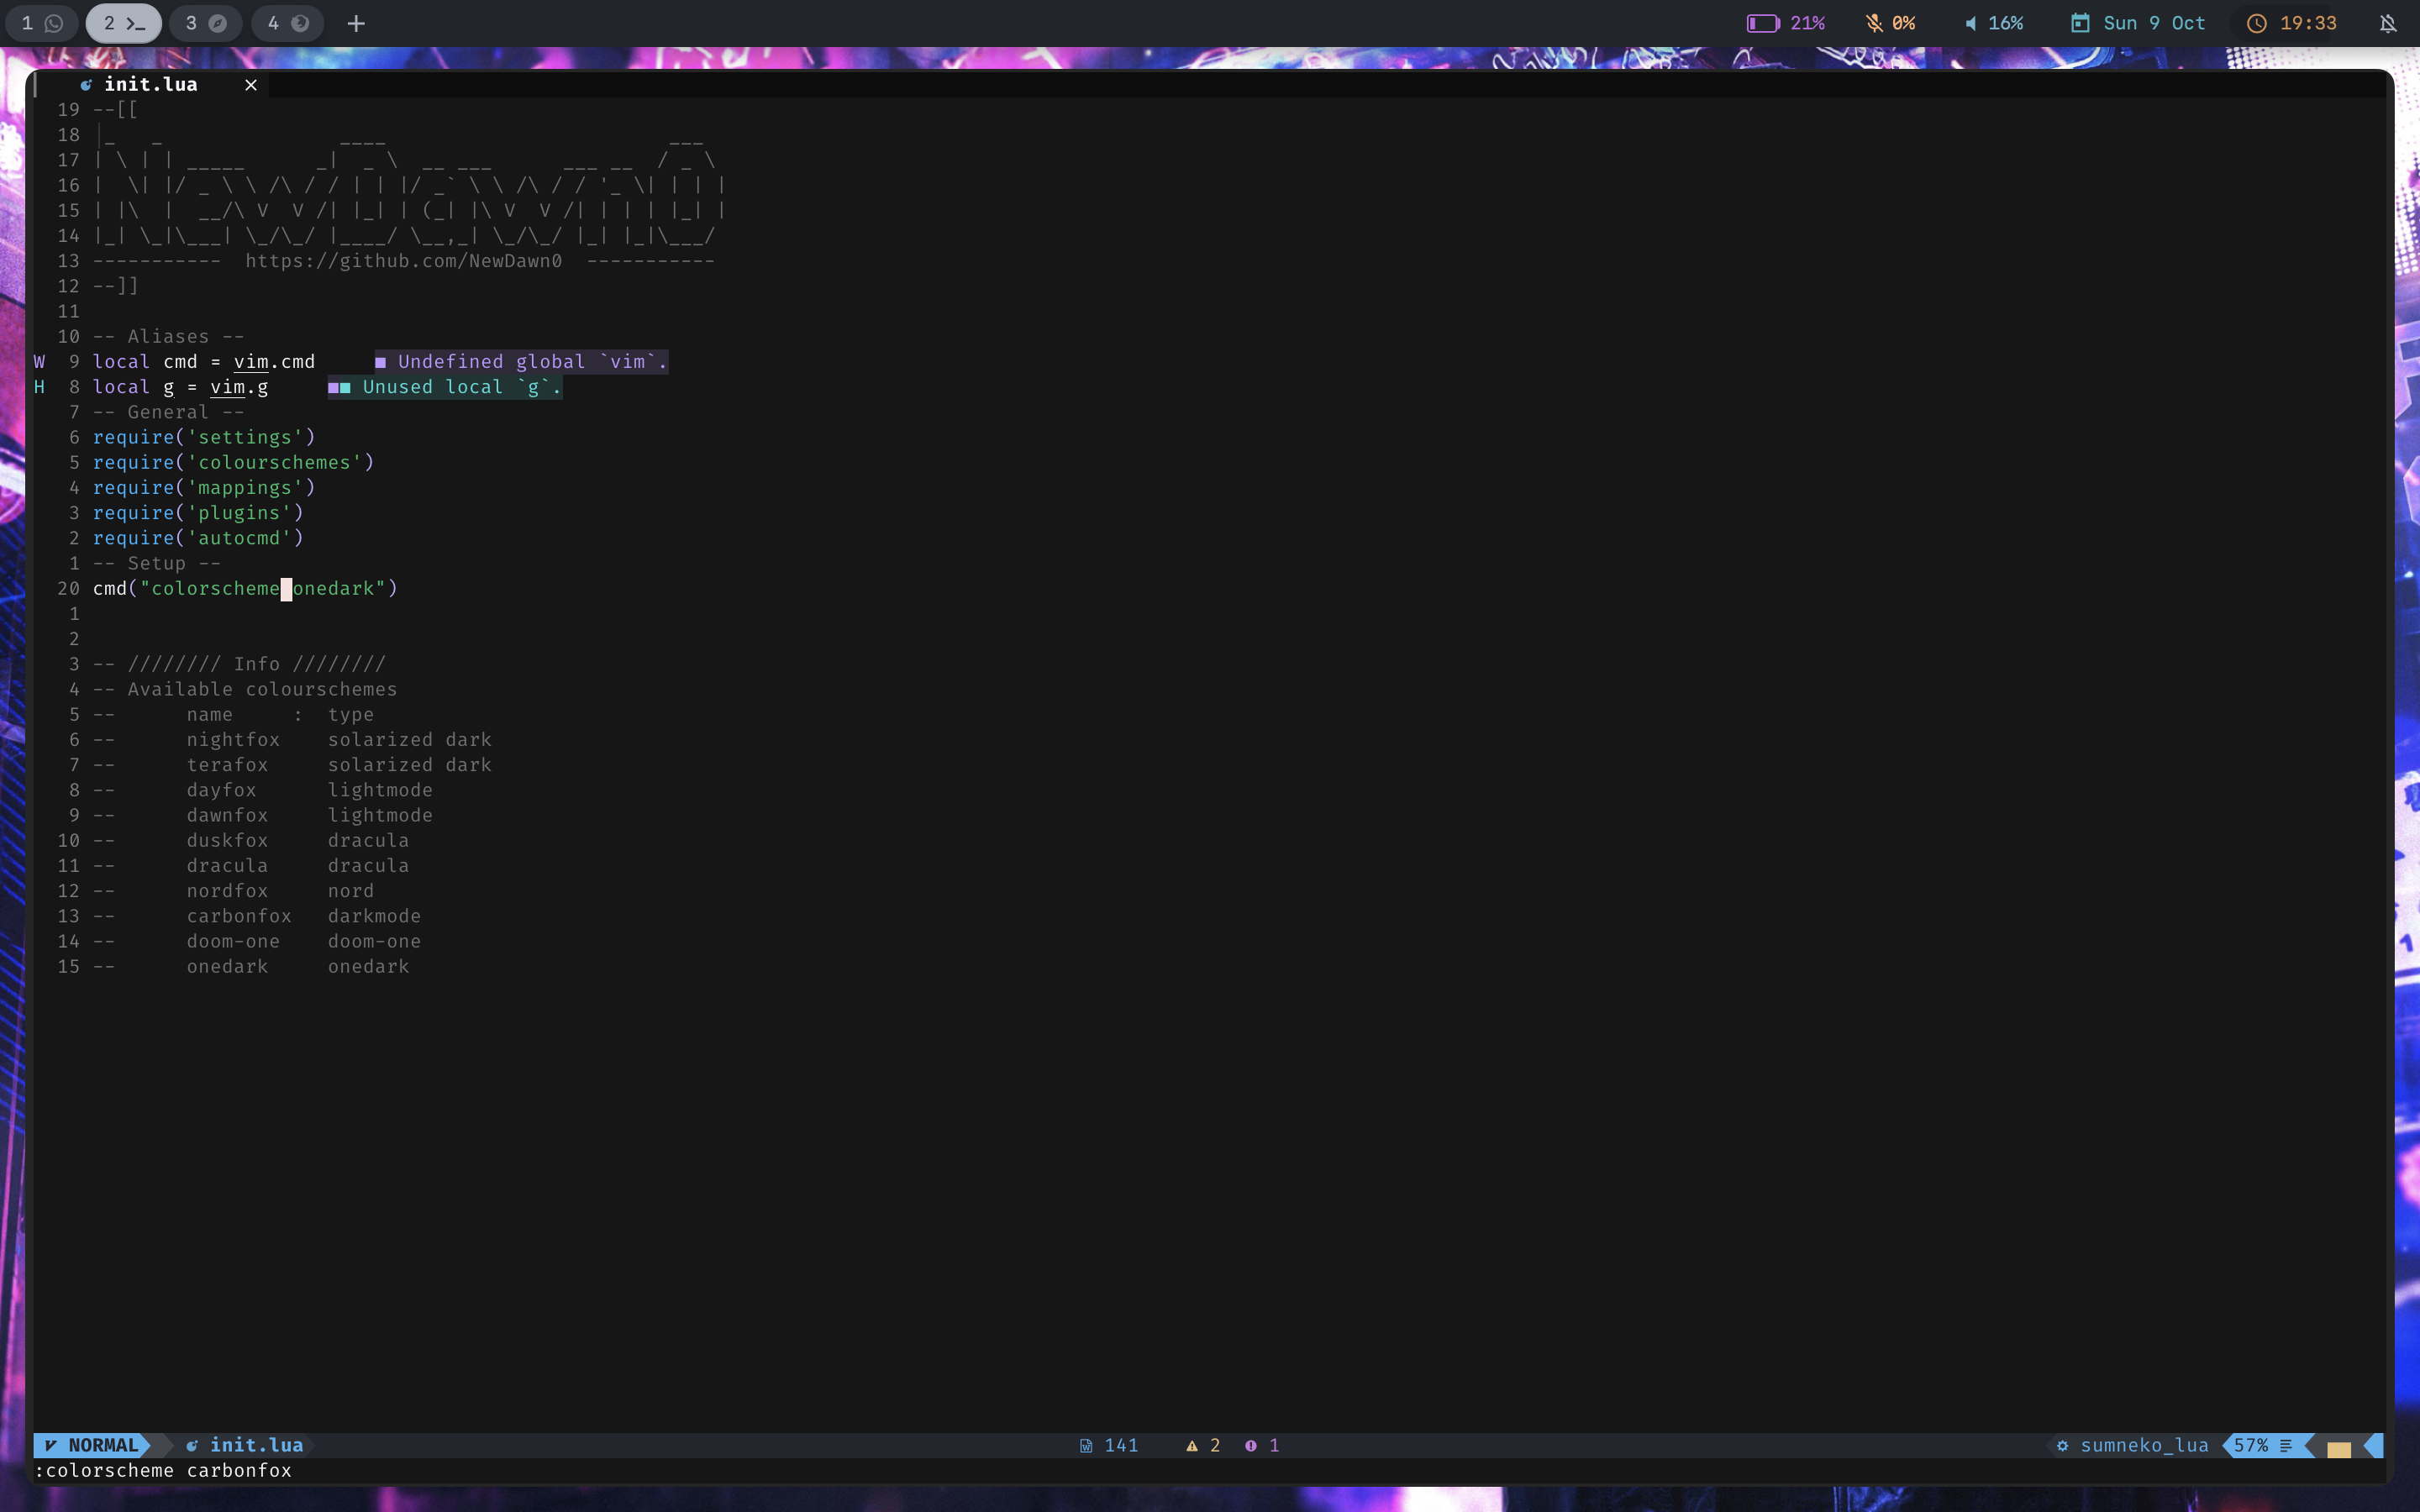 1 2 3 4 + 21% 0% 16% Sun 9 Oct 19:33
init.lua ×
19 --[[
18  _   _               ____                        ___
17 | \ | | _____      _|  _ \  __ ___      ___ __  / _ \
16 |  \| |/ _ \ \ /\ / / | | |/ _` \ \ /\ / / '_ \| | | |
15 | |\  |  __/\ V  V /| |_| | (_| |\ V  V /| | | | |_| |
14 |_| \_|\___| \_/\_/ |____/ \__,_| \_/\_/ |_| |_|\___/
13 -----------  https://github.com/NewDawn0  -----------
12 --]]
11
10 -- Aliases --
W 9 local cmd = vim.cmd     ■ Undefined global `vim`.
H 8 local g = vim.g     ■■ Unused local `g`.
7 -- General --
6 require('settings')
5 require('colourschemes')
4 require('mappings')
3 require('plugins')
2 require('autocmd')
1 -- Setup --
20 cmd("colorscheme onedark")
1
2
3 -- //////// Info ////////
4 -- Available colourschemes
5 --      name     :  type
6 --      nightfox    solarized dark
7 --      terafox     solarized dark
8 --      dayfox      lightmode
9 --      dawnfox     lightmode
10 --      duskfox     dracula
11 --      dracula     dracula
12 --      nordfox     nord
13 --      carbonfox   darkmode
14 --      doom-one    doom-one
15 --      onedark     onedark
NORMAL init.lua 141 2 1 sumneko_lua 57%
:colorscheme carbonfox